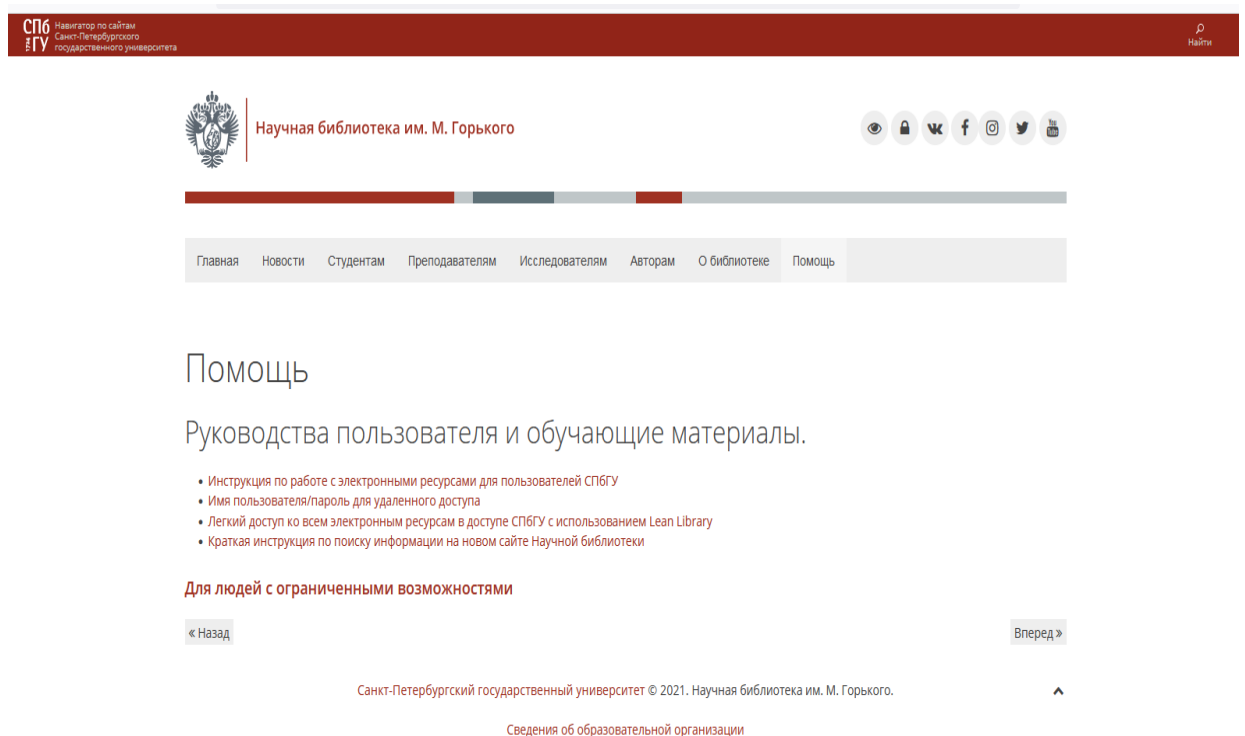 СПбГУ
1724
Навигатор по сайтам
Санкт-Петербургского
государственного университета
Найти
Научная библиотека им. М. Горького
You Tube
Главная Новости Студентам Преподавателям Исследователям Авторам О библиотеке Помощь
Помощь
Руководства пользователя и обучающие материалы.
• Инструкция по работе с электронными ресурсами для пользователей СПбГУ
• Имя пользователя/пароль для удаленного доступа
• Легкий доступ ко всем электронным ресурсам в доступе СПбГУ с использованием Lean Library
• Краткая инструкция по поиску информации на новом сайте Научной библиотеки
Для людей с ограниченными возможностями
« Назад
Вперед »
Санкт-Петербургский государственный университет © 2021. Научная библиотека им. М. Горького.
Сведения об образовательной организации